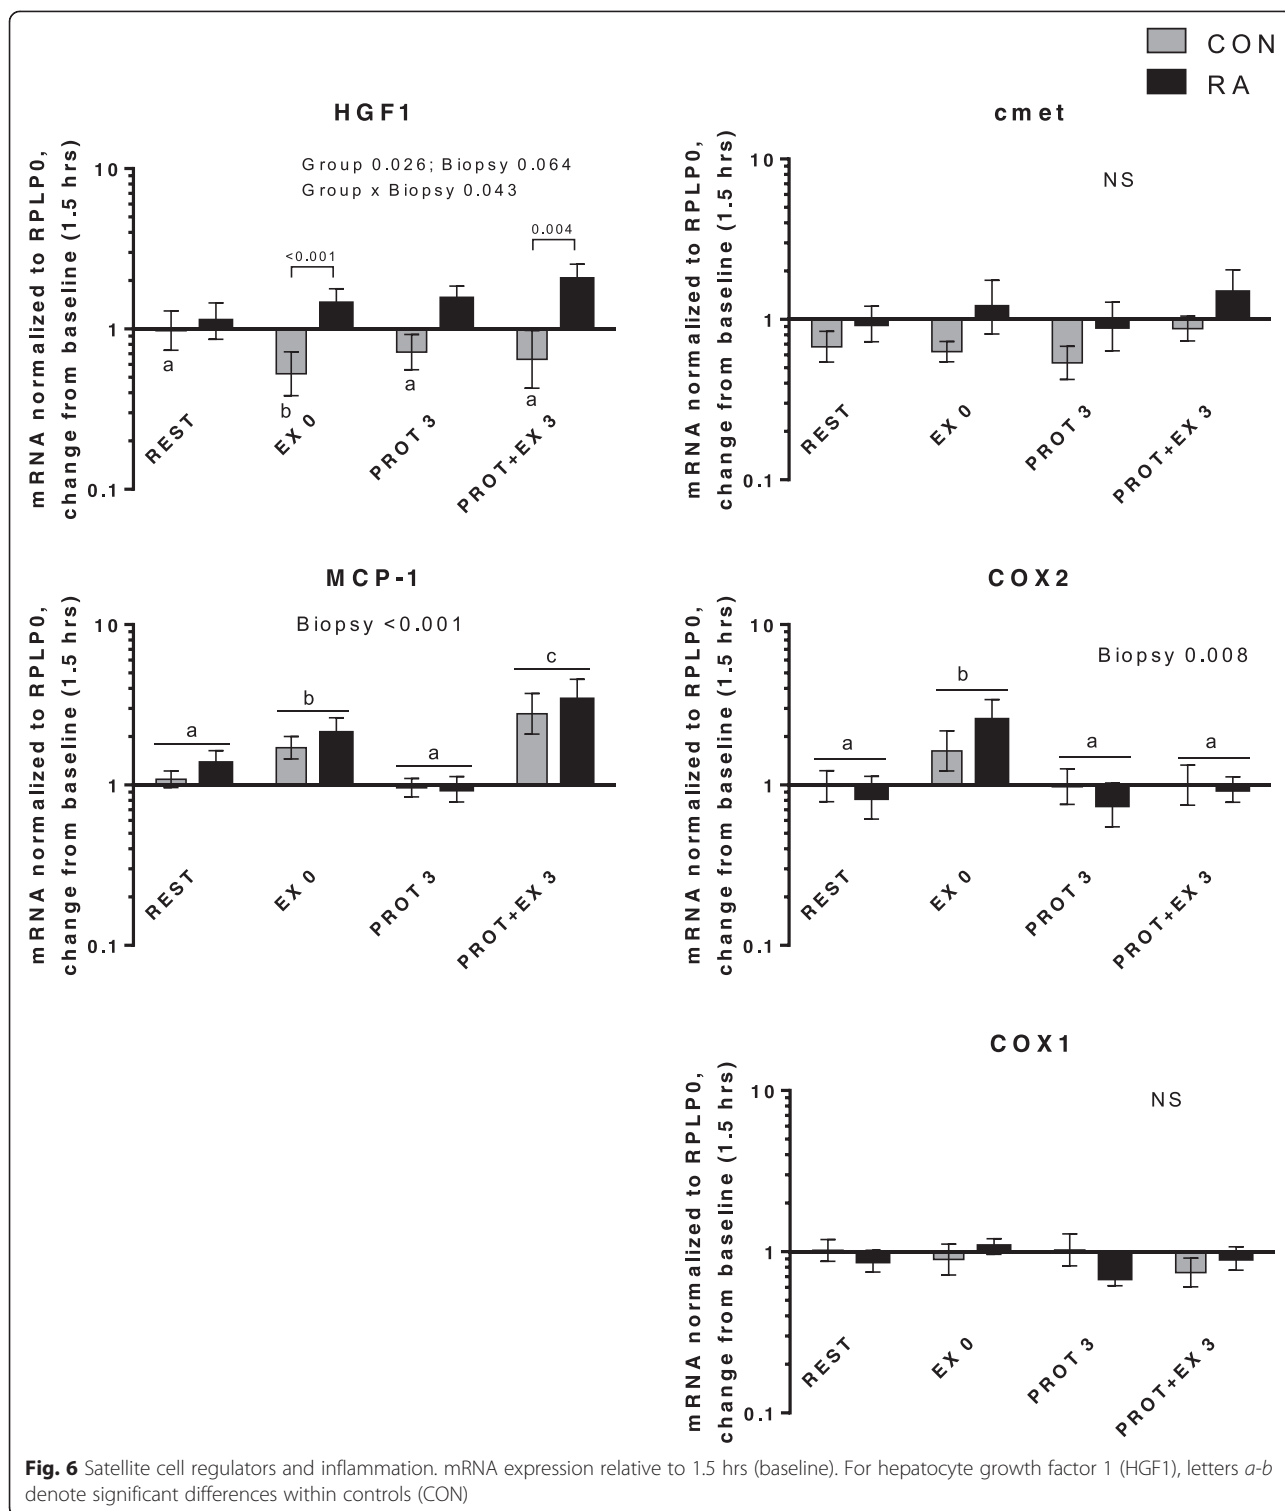 CON
RA
HGF1
mRNA normalized to RPLP0,
change from baseline (1.5 hrs)
10
1
0.1
Group 0.026; Biopsy 0.064
Group x Biopsy 0.043
<0.001
0.004
a
b
a
a
REST
EX 0
PROT 3
PROT+EX 3
cmet
mRNA normalized to RPLP0,
change from baseline (1.5 hrs)
10
1
0.1
NS
REST
EX 0
PROT 3
PROT+EX 3
MCP-1
mRNA normalized to RPLP0,
change from baseline (1.5 hrs)
10
1
0.1
Biopsy <0.001
a
b
a
c
REST
EX 0
PROT 3
PROT+EX 3
COX2
mRNA normalized to RPLP0,
change from baseline (1.5 hrs)
10
1
0.1
Biopsy 0.008
a
b
a
a
REST
EX 0
PROT 3
PROT+EX 3
COX1
mRNA normalized to RPLP0,
change from baseline (1.5 hrs)
10
1
0.1
NS
REST
EX 0
PROT 3
PROT+EX 3
Fig. 6 Satellite cell regulators and inflammation. mRNA expression relative to 1.5 hrs (baseline). For hepatocyte growth factor 1 (HGF1), letters a-b
denote significant differences within controls (CON)